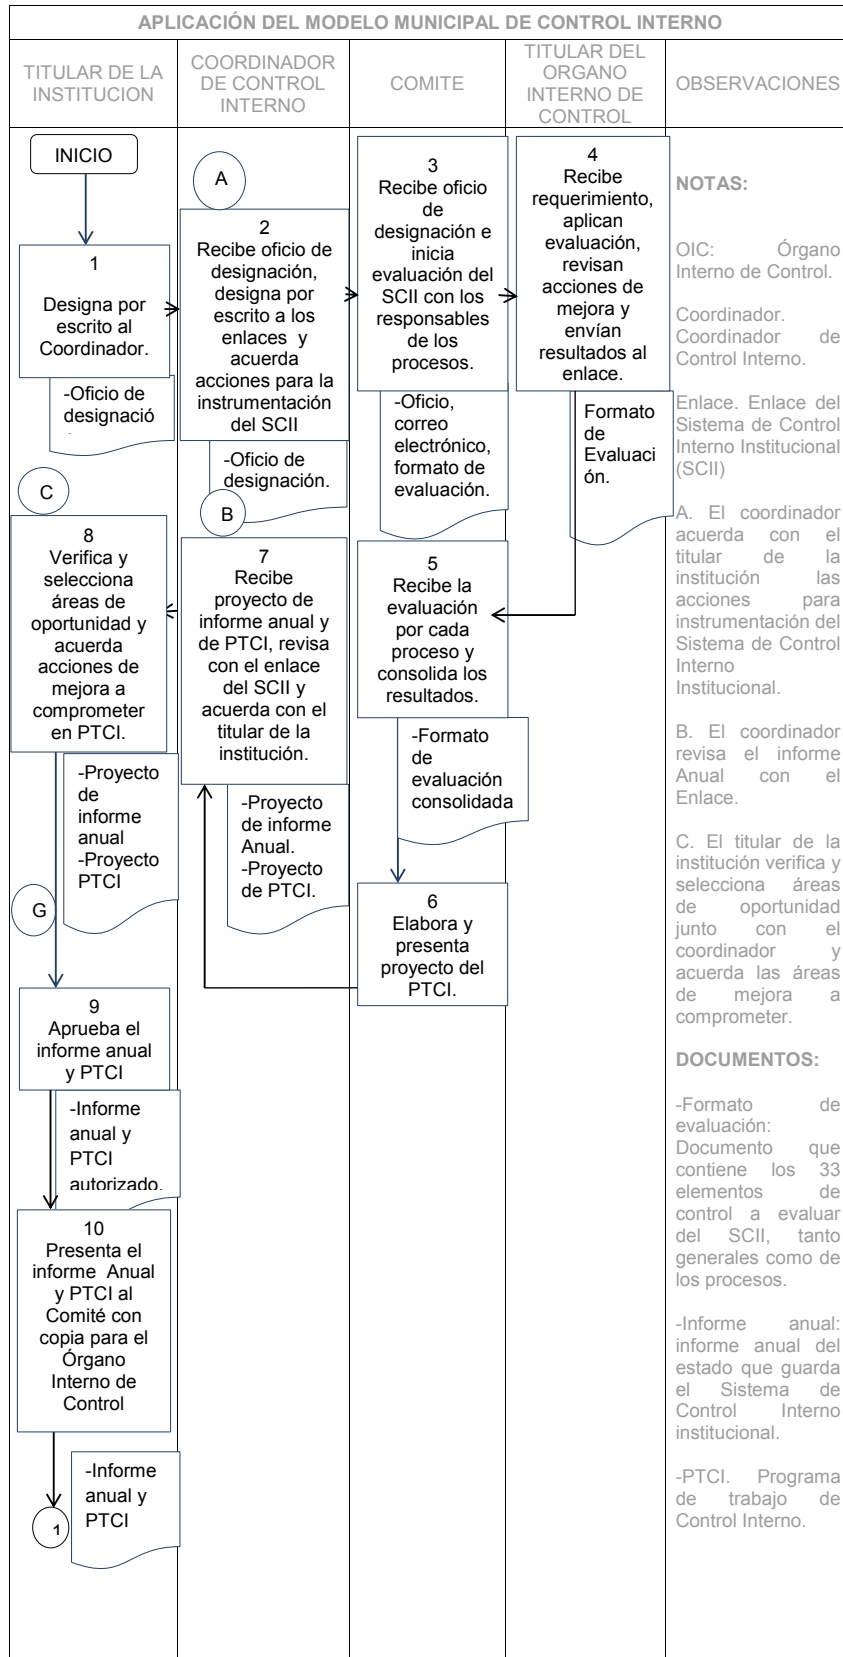 APLICACIÓN DEL MODELO MUNICIPAL DE CONTROL INTERNO
TITULAR DE LA
INSTITUCION
COORDINADOR
DE CONTROL
INTERNO
COMITE
TITULAR DEL
ORGANO
INTERNO DE
CONTROL
OBSERVACIONES
INICIO
1
Designa por
escrito al
Coordinador.
-Oficio de
designació
A
2
Recibe oficio de
designación,
designa por
escrito a los
enlaces y
acuerda
acciones para la
instrumentación
del SCII
-Oficio de
designación.
3
Recibe oficio
de
designación e
inicia
evaluación del
SCII con los
responsables
de los
procesos.
-Oficio,
correo
electrónico,
formato de
evaluación.
4
Recibe
requerimiento,
aplican
evaluación,
revisan
acciones de
mejora y
envían
resultados al
enlace.
Formato
de
Evaluaci
ón.
5
Recibe la
evaluación
por cada
proceso y
consolida los
resultados.
-Formato
de
evaluación
consolidada
6
Elabora y
presenta
proyecto del
PTCI.
B
7
Recibe
proyecto de
informe anual y
de PTCI, revisa
con el enlace
del SCII y
acuerda con el
titular de la
institución.
-Proyecto
de informe
Anual.
-Proyecto
de PTCI.
C
8
Verifica y
selecciona
áreas de
oportunidad y
acuerda
acciones de
mejora a
comprometer
en PTCI.
-Proyecto
de
informe
anual
-Proyecto
PTCI
G
9
Aprueba el
informe anual
y PTCI
-Informe
anual y
PTCI
autorizado.
10
Presenta el
informe Anual
y PTCI al
Comité con
copia para el
Órgano
Interno de
Control
-Informe
anual y
PTCI
1
NOTAS:
OIC: Órgano
Interno de Control.
Coordinador.
Coordinador de
Control Interno.
Enlace. Enlace del
Sistema de Control
Interno Institucional
(SCII)
A. El coordinador
acuerda con el
titular de la
institución las
acciones para
instrumentación del
Sistema de Control
Interno
Institucional.
B. El coordinador
revisa el informe
Anual con el
Enlace.
C. El titular de la
institución verifica y
selecciona áreas
de oportunidad
junto con el
coordinador y
acuerda las áreas
de mejora a
comprometer.
DOCUMENTOS:
-Formato de
evaluación:
Documento que
contiene los 33
elementos de
control a evaluar
del SCII, tanto
generales como de
los procesos.
-Informe anual:
informe anual del
estado que guarda
el Sistema de
Control Interno
institucional.
-PTCI. Programa
de trabajo de
Control Interno.